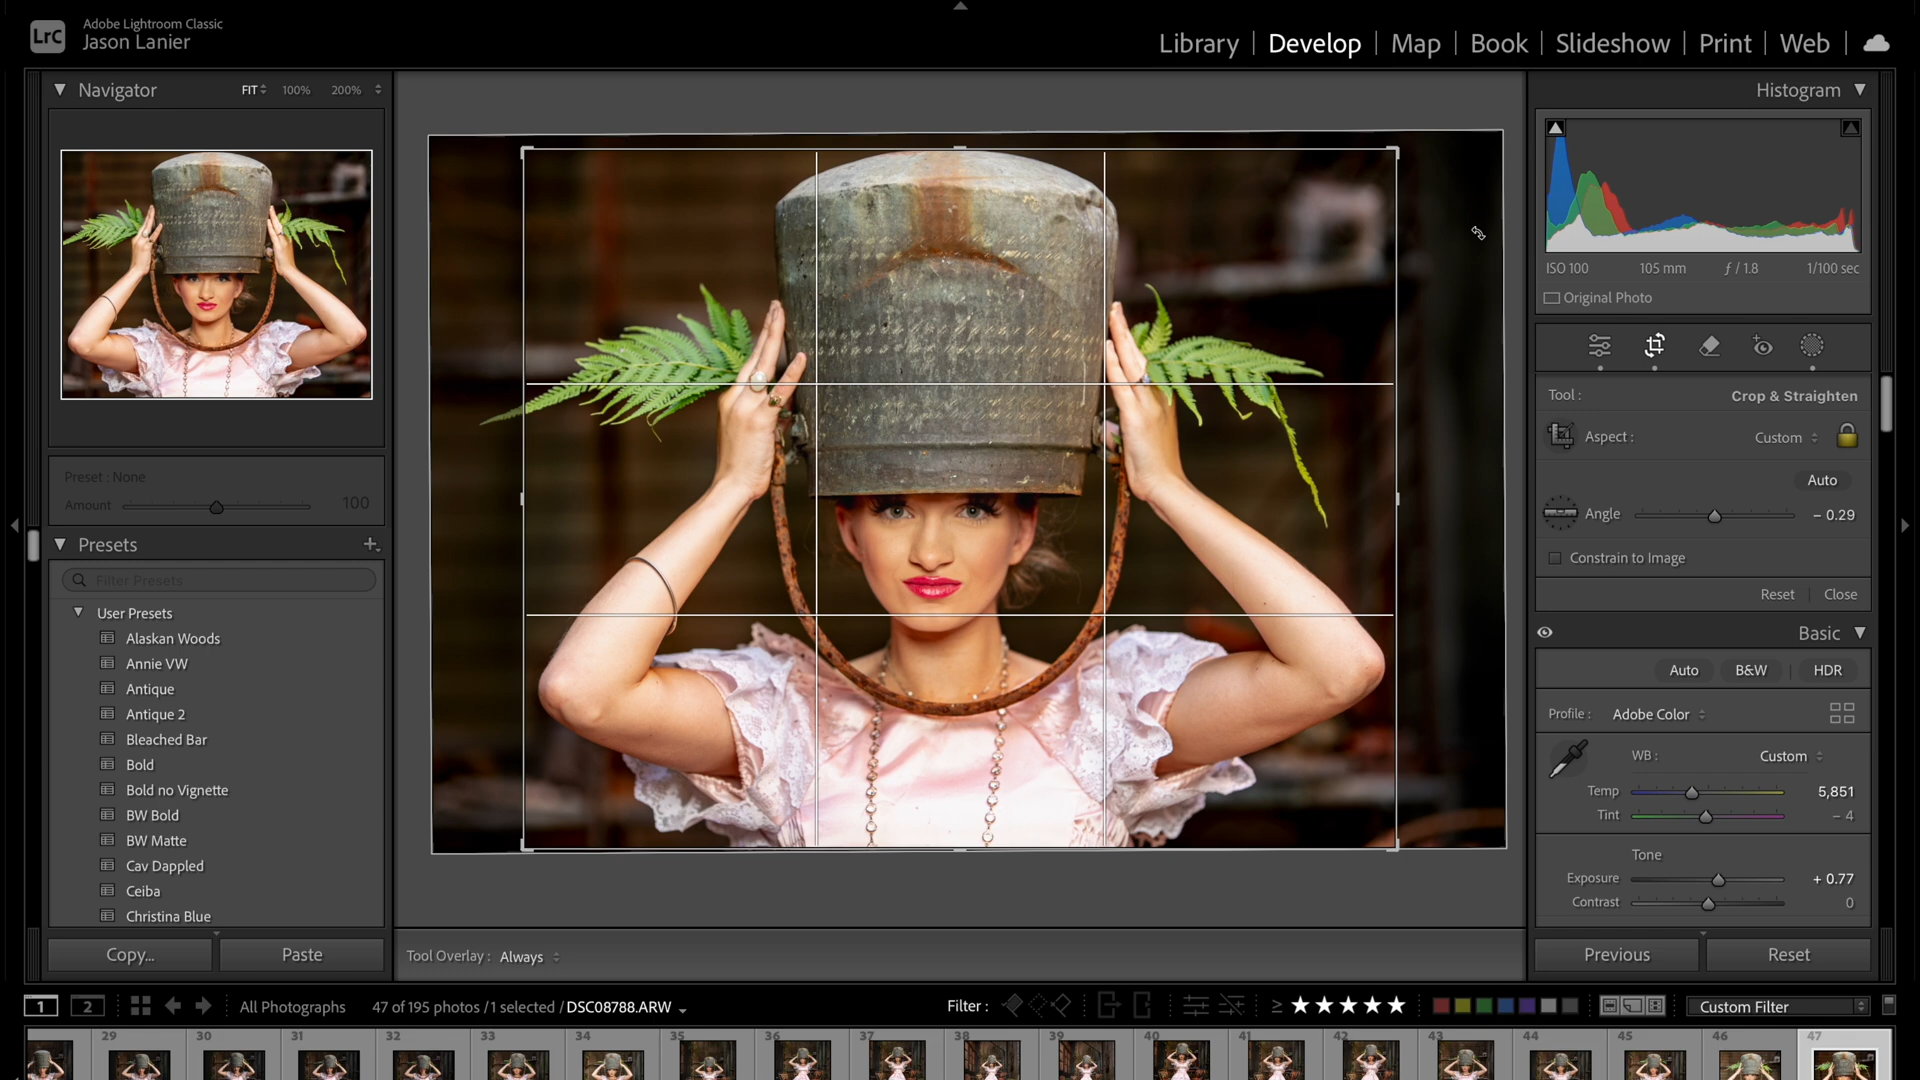 LrC
Adobe Lightroom Classic
Jason Lanier
Library | Develop | Map | Book | Slideshow | Print | Web
Navigator FIT 100% 200%
Preset : None
Amount 100
Presets
Filter Presets
User Presets
Alaskan Woods
Annie VW
Antique
Antique 2
Bleached Bar
Bold
Bold no Vignette
BW Bold
BW Matte
Cav Dappled
Ceiba
Christina Blue
Copy... Paste
Tool Overlay : Always
Histogram
ISO 100 105 mm ƒ / 1.8 1/100 sec
Original Photo
Tool : Crop & Straighten
Aspect : Custom
Auto
Angle – 0.29
Constrain to Image
Reset Close
Basic
Auto B&W HDR
Profile : Adobe Color
WB : Custom
Temp 5,851
Tint – 4
Tone
Exposure + 0.77
Contrast 0
Previous Reset
1 2 All Photographs 47 of 195 photos / 1 selected / DSC08788.ARW Filter : ≥ ★★★★★ Custom Filter
29 30 31 32 33 34 35 36 37 38 39 40 41 42 43 44 45 46 47